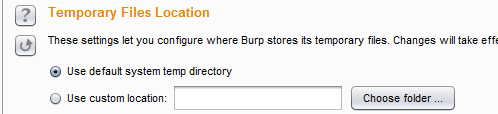 Temporary Files Location
These settings let you configure where Burp stores its temporary files. Changes will take
Use default system temp directory
Use custom location:
Choose folder ...